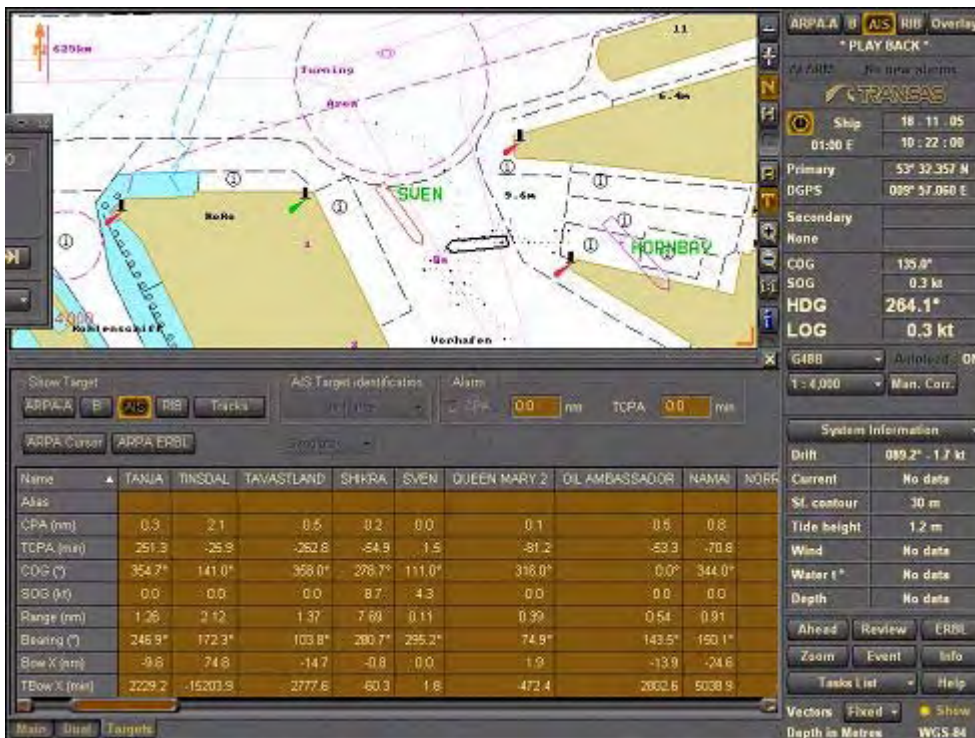 ARPA-A B AIS RIB Overlay
* PLAY BACK *
ALARM No new alarms
TRANSAS
Ship 18 . 11 . 05
01:00 E 10 : 22 : 00
Primary 53° 32.357 N
DGPS 009° 57.060 E
Secondary
None
COG 135.0°
SOG 0.3 kt
HDG 264.1°
LOG 0.3 kt
G4BB Autoload ON
1 : 4,000 Man. Corr.
System Information
Drift 089.2° - 1.7 kt
Current No data
Sf. contour 30 m
Tide height 1.2 m
Wind No data
Water t° No data
Depth No data
Ahead Review ERBL
Zoom Event Info
Tasks List Help
Vectors Fixed Show
Depth in Metres WGS-84
625km
Turning
Area
11
6.4m
SVEN
9.6m
RoRo
HORNBAY
1
8m
Kohlenschiff
Vorhafen
2
Show Target
ARPA-A B AIS RIB Tracks
ARPA Cursor ARPA ERBL
AIS Target identification
Alarm
CPA 0.0 nm TCPA 0.0 min
Name TANJA TINSDAL TAVASTLAND SHIKRA SVEN QUEEN MARY 2 OIL AMBASSADOR NAMAI NORR
Alias
CPA (nm) 0.3 2.1 0.5 0.2 0.0 0.1 0.5 0.8
TCPA (min) 251.3 -25.9 -262.8 -54.9 1.5 -81.2 -53.3 -70.8
COG (°) 354.7° 141.0° 358.0° 278.7° 111.0° 316.0° 0.0° 344.0°
SOG (kt) 0.0 0.0 0.0 8.7 4.3 0.0 0.0 0.0
Range (nm) 1.26 2.12 1.37 7.69 0.11 0.39 0.54 0.91
Bearing (°) 246.9° 172.3° 103.8° 280.7° 295.2° 74.9° 143.5° 150.1°
Bow X (nm) -9.8 74.8 -14.7 -0.8 0.0 1.9 -13.9 -24.6
TBow X (min) 2229.2 -15203.9 2777.6 -60.3 1.8 -472.4 2802.6 5038.9
Main Dual Targets